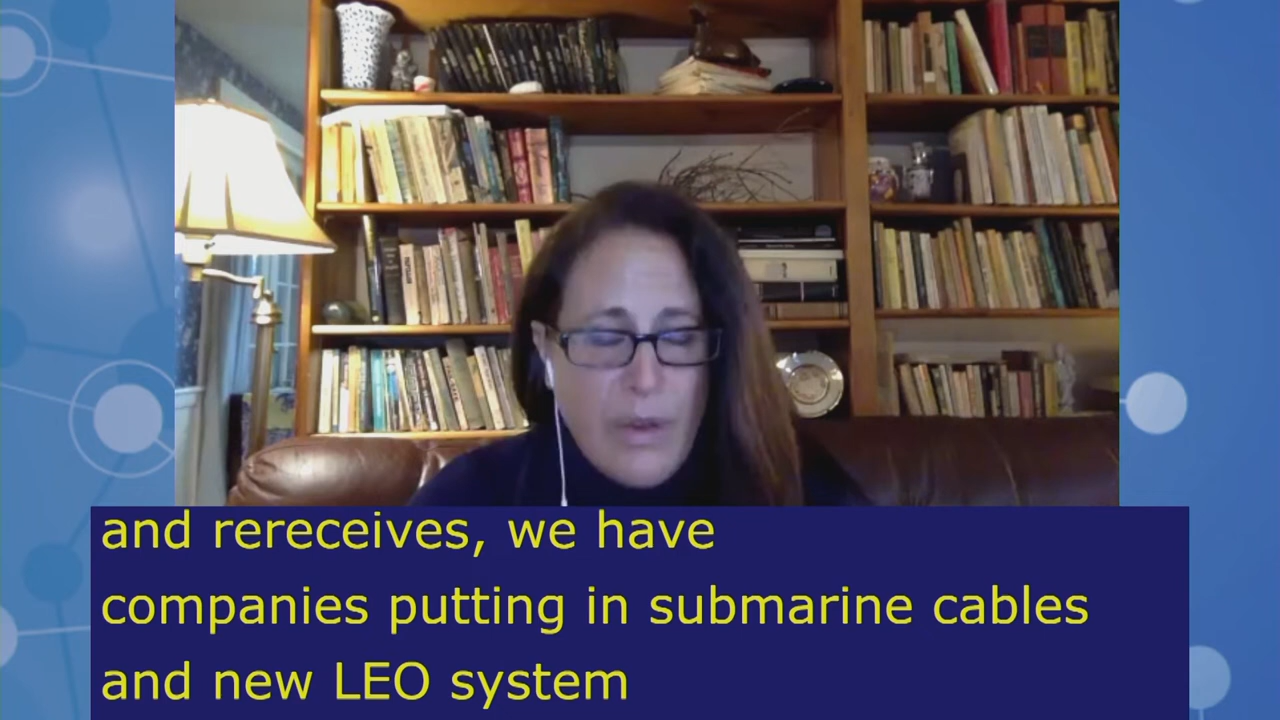 and rereceives, we have
companies putting in submarine cables
and new LEO system